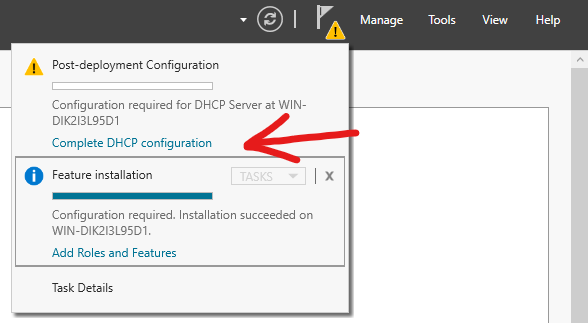 Manage Tools View Help
Post-deployment Configuration
Configuration required for DHCP Server at WIN-
DIK2I3L95D1
Complete DHCP configuration
Feature installation TASKS X
Configuration required. Installation succeeded on
WIN-DIK2I3L95D1.
Add Roles and Features
Task Details